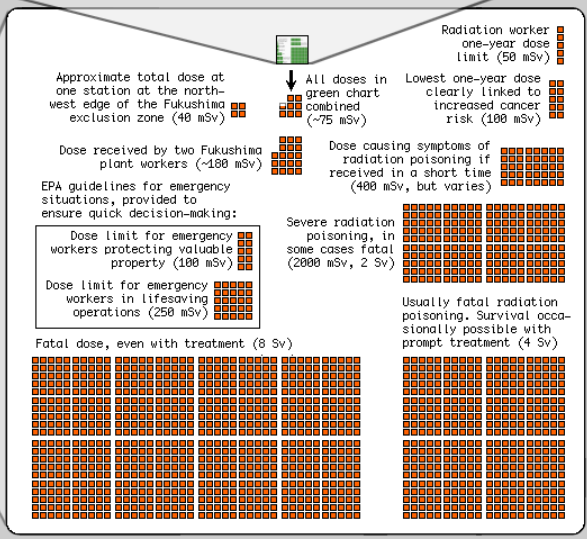 Radiation worker
one-year dose
limit (50 mSv)
Approximate total dose at
one station at the north-
west edge of the Fukushima
exclusion zone (40 mSv)
All doses in
green chart
combined
(~75 mSv)
Lowest one-year dose
clearly linked to
increased cancer
risk (100 mSv)
Dose received by two Fukushima
plant workers (~180 mSv)
Dose causing symptoms of
radiation poisoning if
received in a short time
(400 mSv, but varies)
EPA guidelines for emergency
situations, provided to
ensure quick decision-making:
Dose limit for emergency
workers protecting valuable
property (100 mSv)
Dose limit for emergency
workers in lifesaving
operations (250 mSv)
Severe radiation
poisoning, in
some cases fatal
(2000 mSv, 2 Sv)
Usually fatal radiation
poisoning. Survival occa-
sionally possible with
prompt treatment (4 Sv)
Fatal dose, even with treatment (8 Sv)